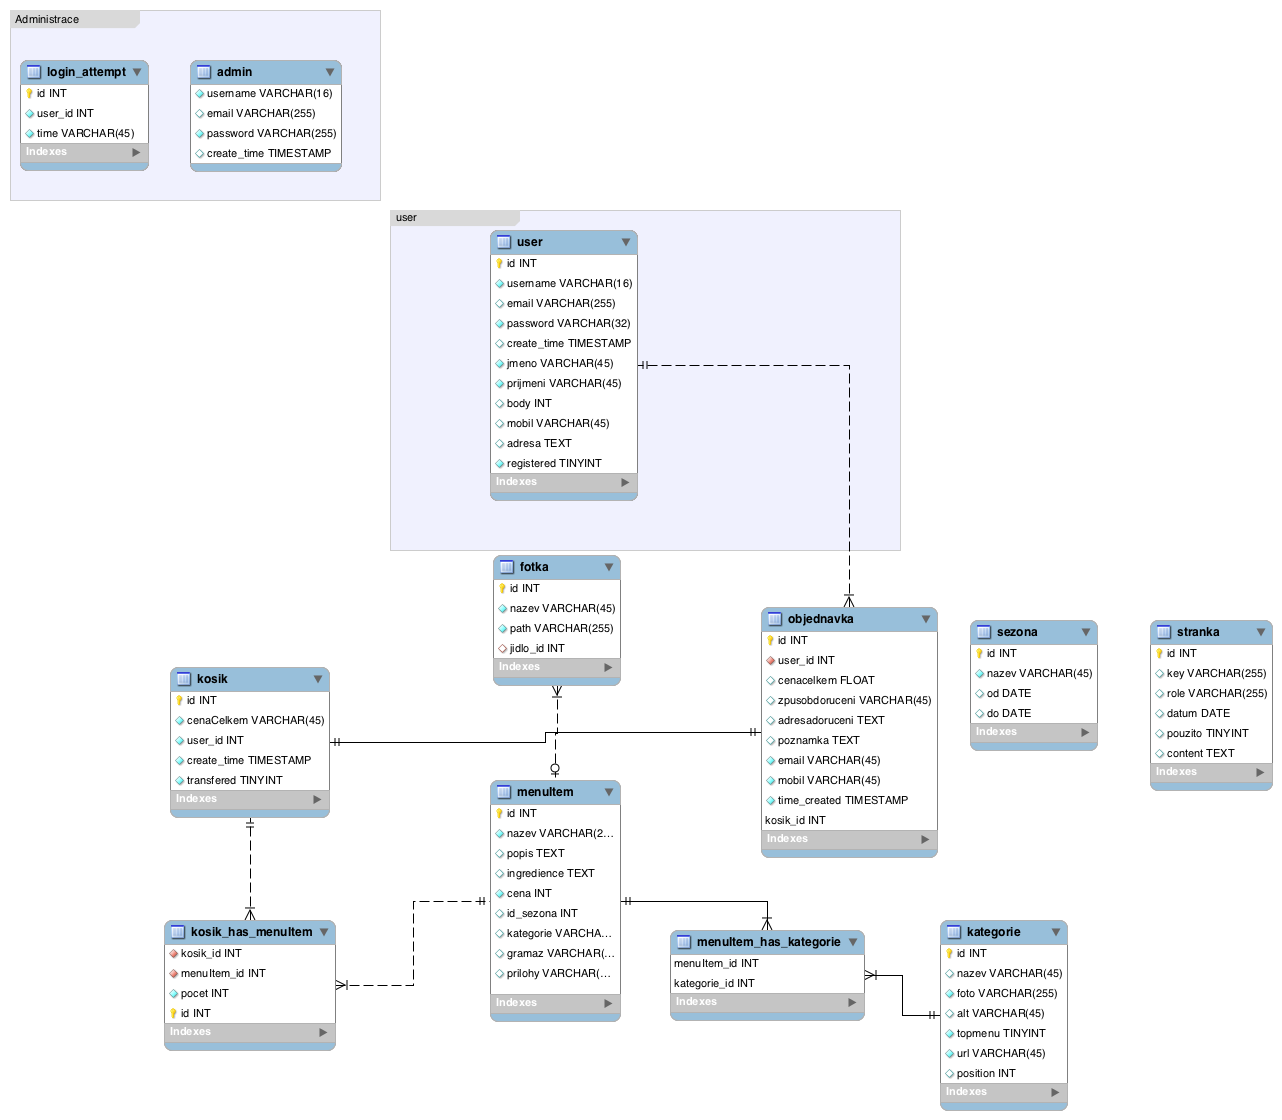 Administrace
login_attempt
id INT
user_id INT
time VARCHAR(45)
Indexes
admin
username VARCHAR(16)
email VARCHAR(255)
password VARCHAR(255)
create_time TIMESTAMP
user
user
id INT
username VARCHAR(16)
email VARCHAR(255)
password VARCHAR(32)
create_time TIMESTAMP
jmeno VARCHAR(45)
prijmeni VARCHAR(45)
body INT
mobil VARCHAR(45)
adresa TEXT
registered TINYINT
Indexes
fotka
id INT
nazev VARCHAR(45)
path VARCHAR(255)
jidlo_id INT
Indexes
objednavka
id INT
user_id INT
cenacelkem FLOAT
zpusobdoruceni VARCHAR(45)
adresadoruceni TEXT
poznamka TEXT
email VARCHAR(45)
mobil VARCHAR(45)
time_created TIMESTAMP
kosik_id INT
Indexes
sezona
id INT
nazev VARCHAR(45)
od DATE
do DATE
Indexes
stranka
id INT
key VARCHAR(255)
role VARCHAR(255)
datum DATE
pouzito TINYINT
content TEXT
Indexes
kosik
id INT
cenaCelkem VARCHAR(45)
user_id INT
create_time TIMESTAMP
transfered TINYINT
Indexes
menuItem
id INT
nazev VARCHAR(2...
popis TEXT
ingredience TEXT
cena INT
id_sezona INT
kategorie VARCHA...
gramaz VARCHAR(...
prilohy VARCHAR(...
Indexes
kosik_has_menuItem
kosik_id INT
menuItem_id INT
pocet INT
id INT
Indexes
menuItem_has_kategorie
menuItem_id INT
kategorie_id INT
Indexes
kategorie
id INT
nazev VARCHAR(45)
foto VARCHAR(255)
alt VARCHAR(45)
topmenu TINYINT
url VARCHAR(45)
position INT
Indexes